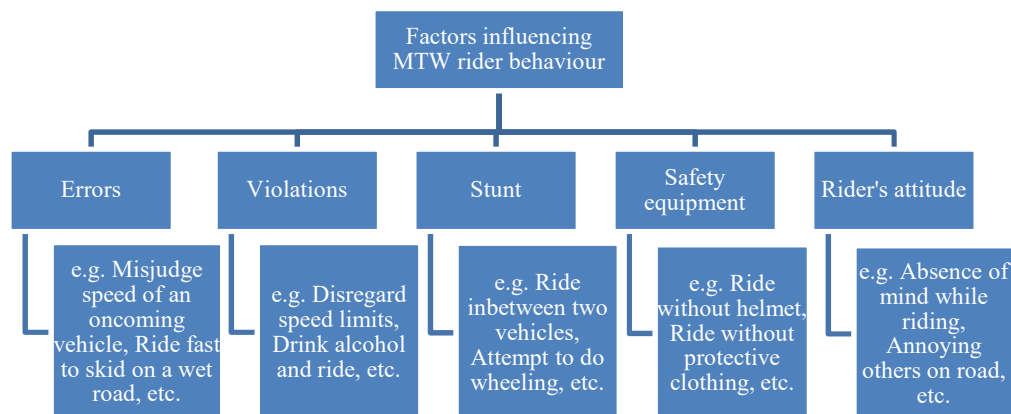 Factors influencing
MTW rider behaviour
Errors
Violations
Stunt
Safety
equipment
Rider's attitude
e.g. Misjudge
speed of an
oncoming
vehicle, Ride fast
to skid on a wet
road, etc.
e.g. Disregard
speed limits,
Drink alcohol
and ride, etc.
e.g. Ride
inbetween two
vehicles,
Attempt to do
wheeling, etc.
e.g. Ride
without helmet,
Ride without
protective
clothing, etc.
e.g. Absence of
mind while
riding,
Annoying
others on road,
etc.